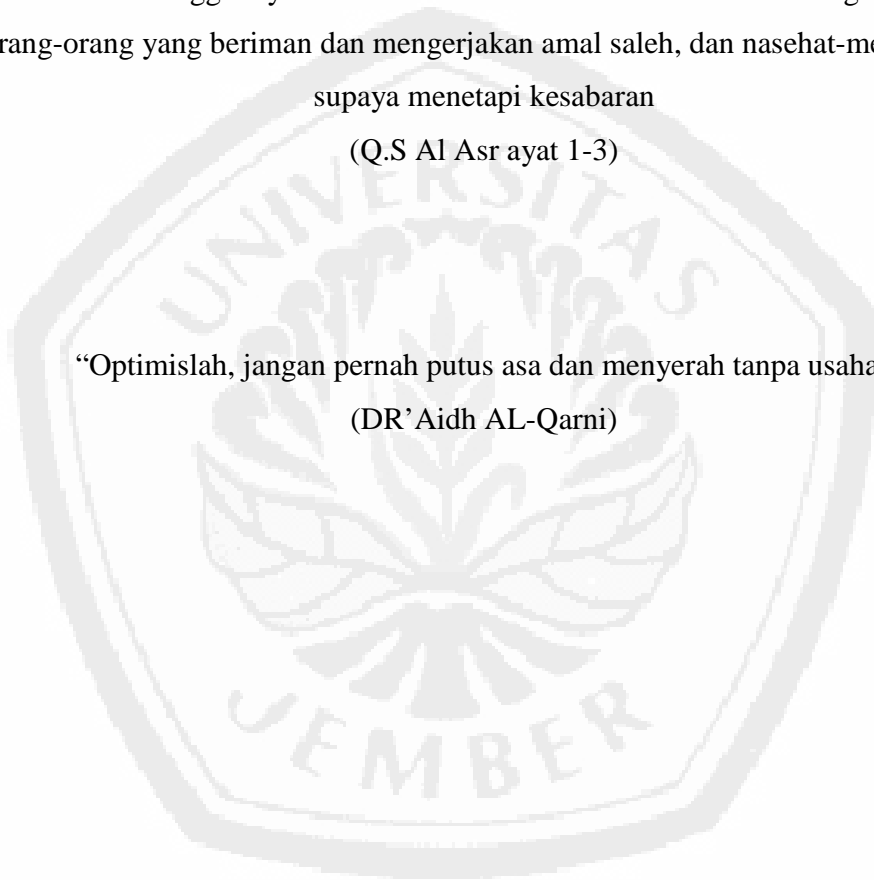 rang-orang yang beriman dan mengerjakan amal saleh, dan nasehat-me
supaya menetapi kesabaran
(Q.S Al Asr ayat 1-3)
UNIVERSITAS
“Optimislah, jangan pernah putus asa dan menyerah tanpa usaha
(DR’Aidh AL-Qarni)
JEMBER